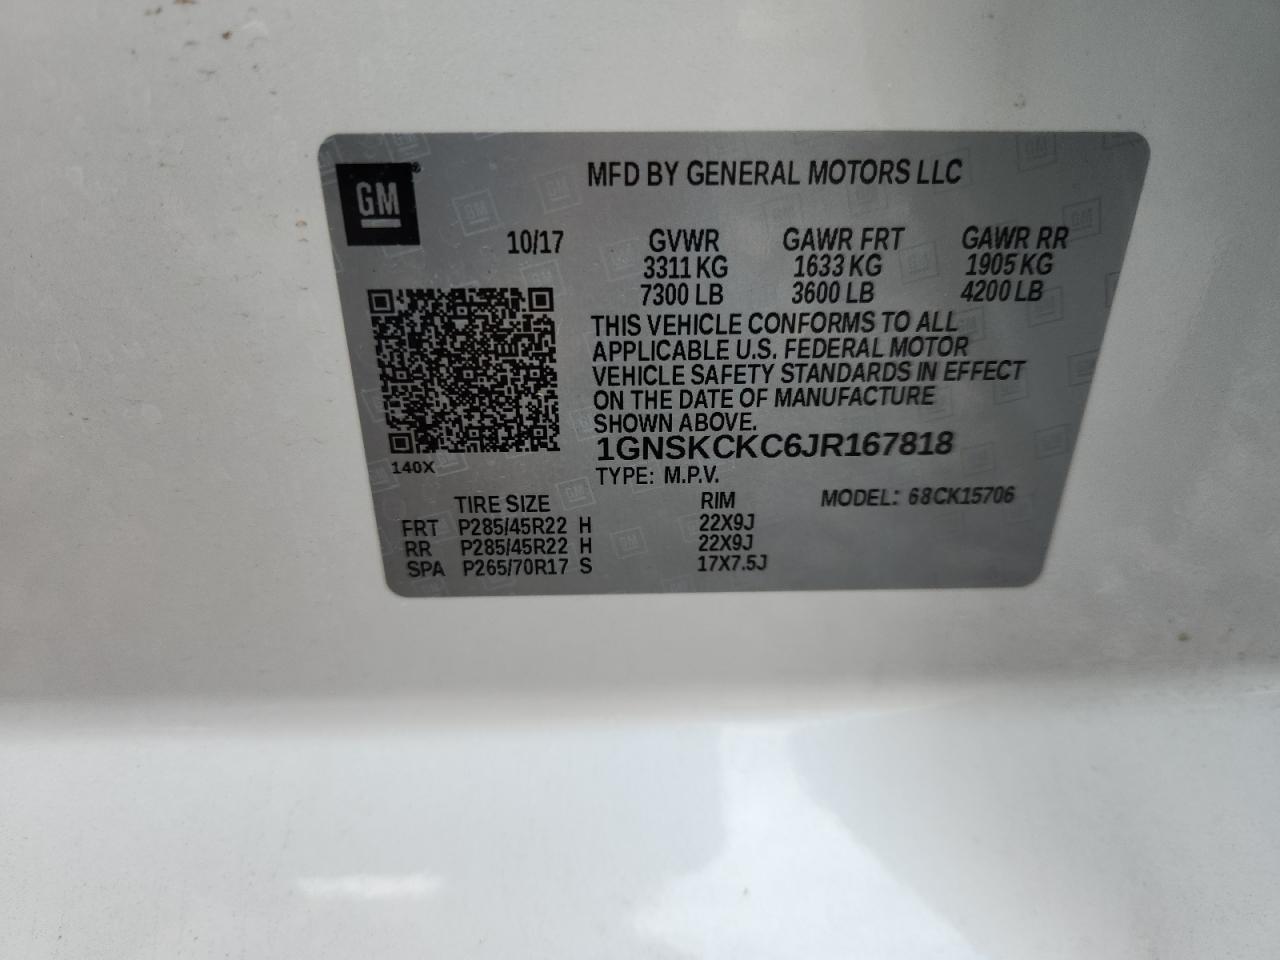 MFD BY GENERAL MOTORS LLC
GM®
10/17 GVWR GAWR FRT GAWR RR
3311 KG 1633 KG 1905 KG
7300 LB 3600 LB 4200 LB
THIS VEHICLE CONFORMS TO ALL
APPLICABLE U.S. FEDERAL MOTOR
VEHICLE SAFETY STANDARDS IN EFFECT
ON THE DATE OF MANUFACTURE
SHOWN ABOVE.
1GNSKCKC6JR167818
140X
TYPE: M.P.V.
TIRE SIZE RIM MODEL: 68CK15706
FRT P285/45R22 H 22X9J
RR P285/45R22 H 22X9J
SPA P265/70R17 S 17X7.5J